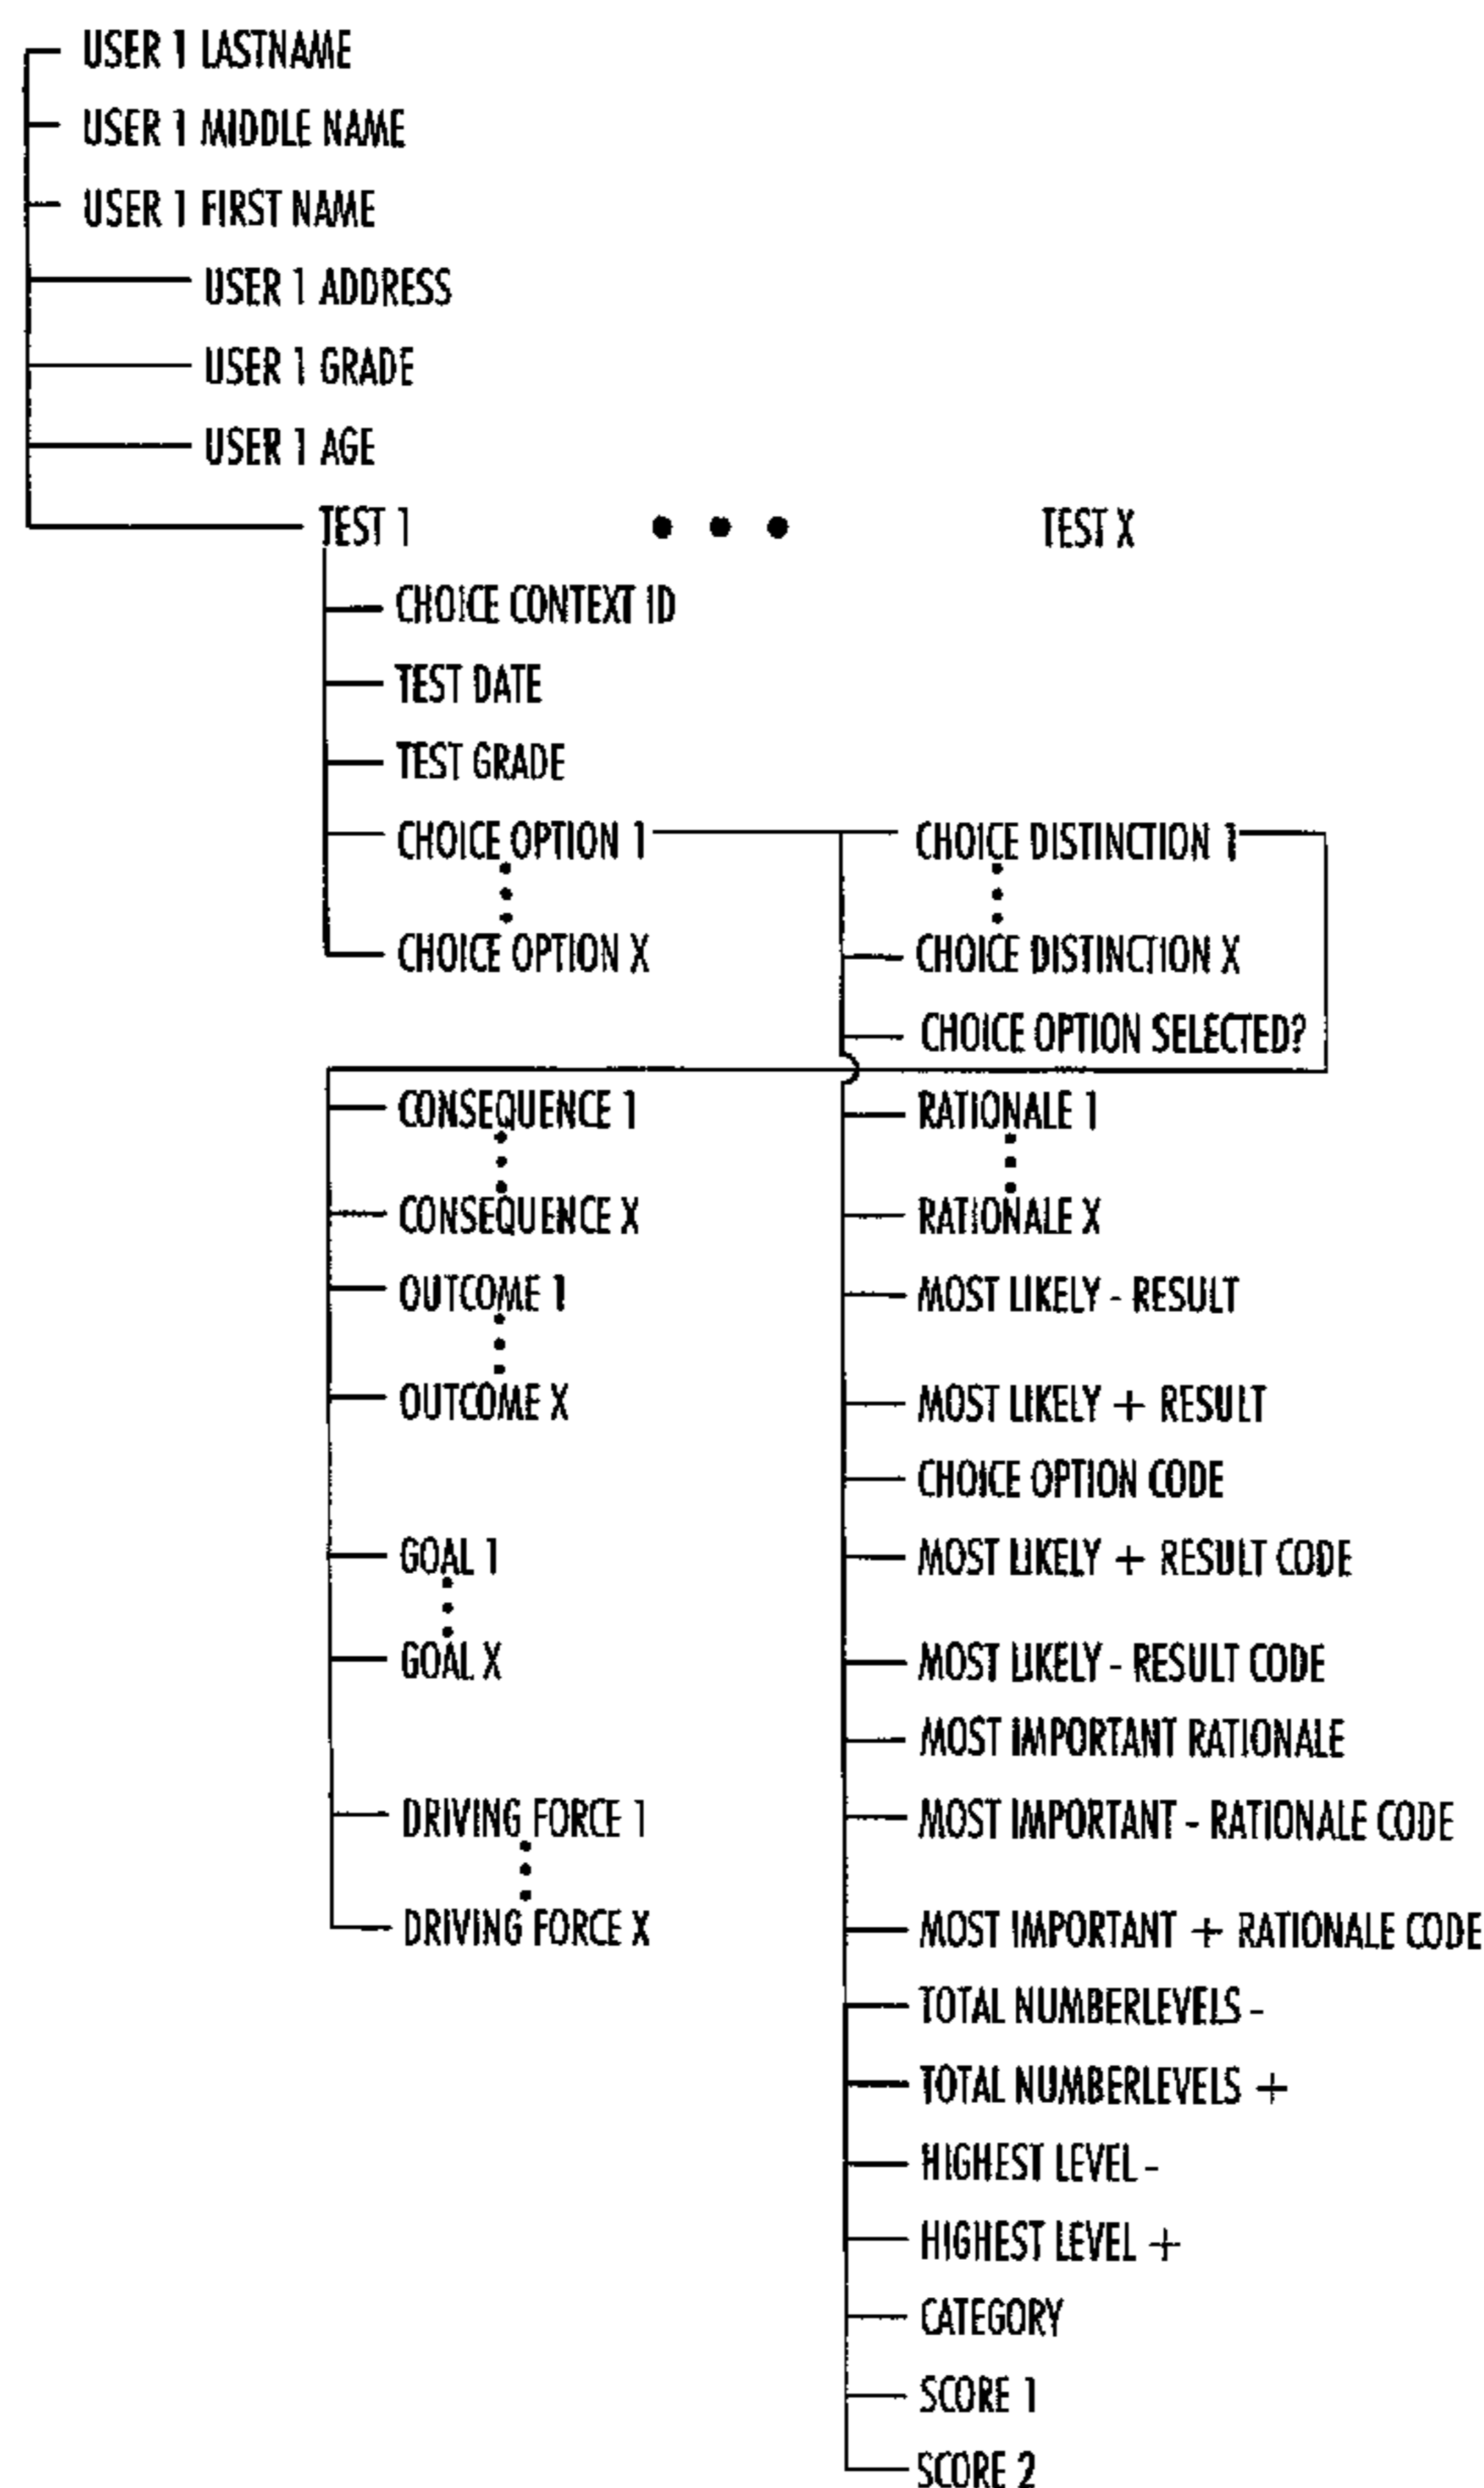 USER 1 LASTNAME
USER 1 MIDDLE NAME
USER 1 FIRST NAME
USER 1 ADDRESS
USER 1 GRADE
USER 1 AGE
TEST 1 • • • TEST X
CHOICE CONTEXT ID
TEST DATE
TEST GRADE
CHOICE OPTION 1
CHOICE OPTION X
CHOICE DISTINCTION 1
CHOICE DISTINCTION X
CHOICE OPTION SELECTED?
CONSEQUENCE 1
CONSEQUENCE X
OUTCOME 1
OUTCOME X
GOAL 1
GOAL X
DRIVING FORCE 1
DRIVING FORCE X
RATIONALE 1
RATIONALE X
MOST LIKELY - RESULT
MOST LIKELY + RESULT
CHOICE OPTION CODE
MOST LIKELY + RESULT CODE
MOST LIKELY - RESULT CODE
MOST IMPORTANT RATIONALE
MOST IMPORTANT - RATIONALE CODE
MOST IMPORTANT + RATIONALE CODE
TOTAL NUMBERLEVELS -
TOTAL NUMBERLEVELS +
HIGHEST LEVEL -
HIGHEST LEVEL +
CATEGORY
SCORE 1
SCORE 2